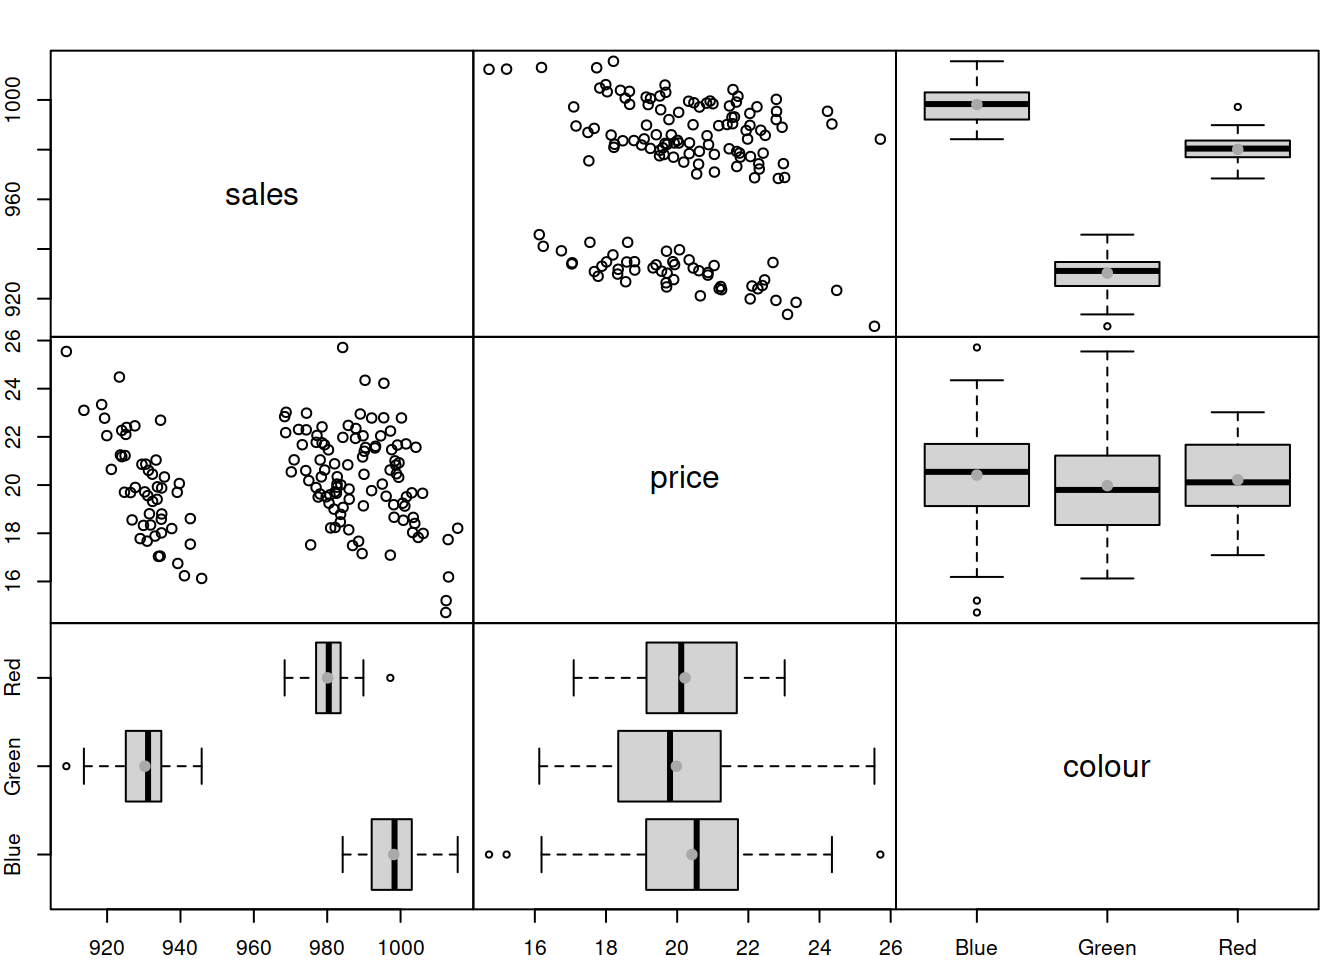 1000
960
920
sales
26
24
22
20
18
16
price
Red
Green
Blue
colour
920 940 960 980 1000
16 18 20 22 24 26
Blue Green Red